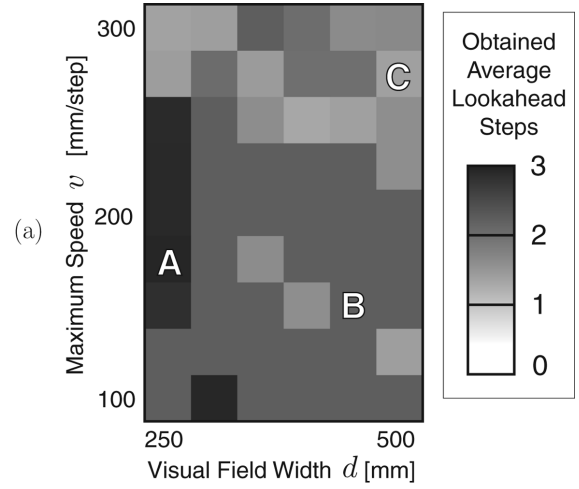 (a)
Maximum Speed v [mm/step]
300
200
100
A
B
C
250
500
Visual Field Width d [mm]
Obtained
Average
Lookahead
Steps
3
2
1
0